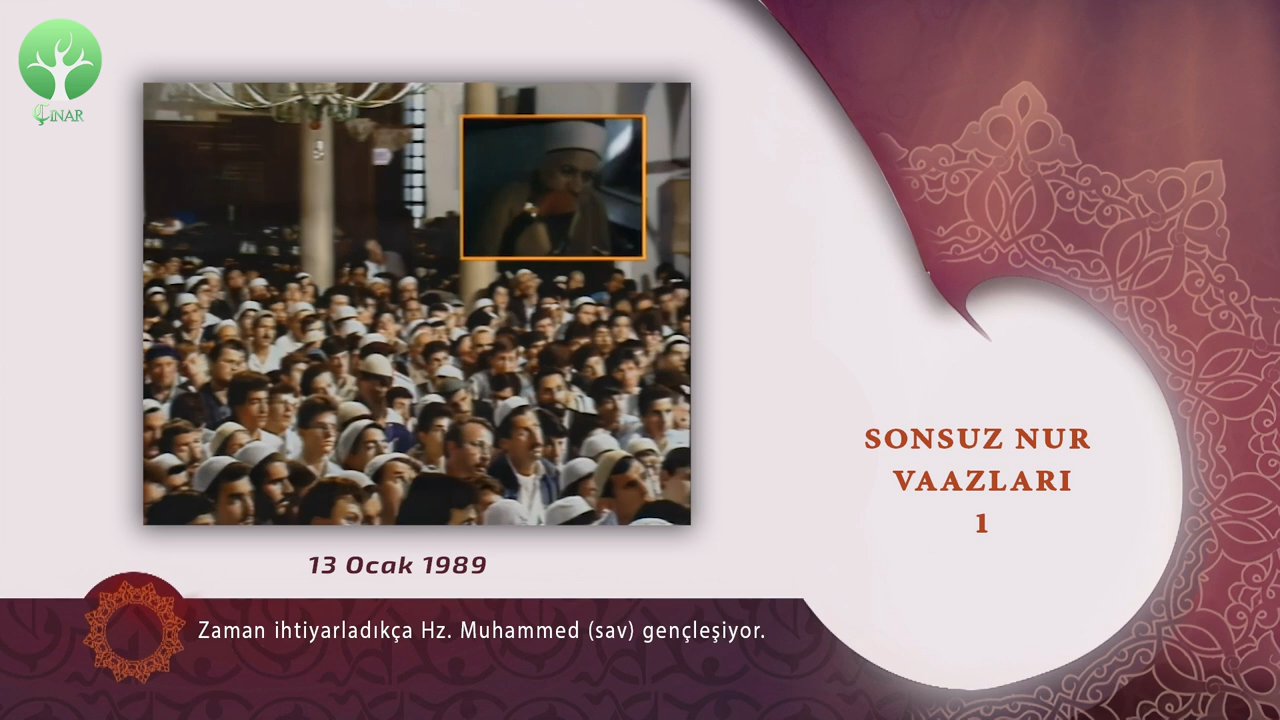 ÇINAR
SONSUZ NUR
VAAZLARI
1
13 Ocak 1989
Zaman ihtiyarladıkça Hz. Muhammed (sav) gençleşiyor.